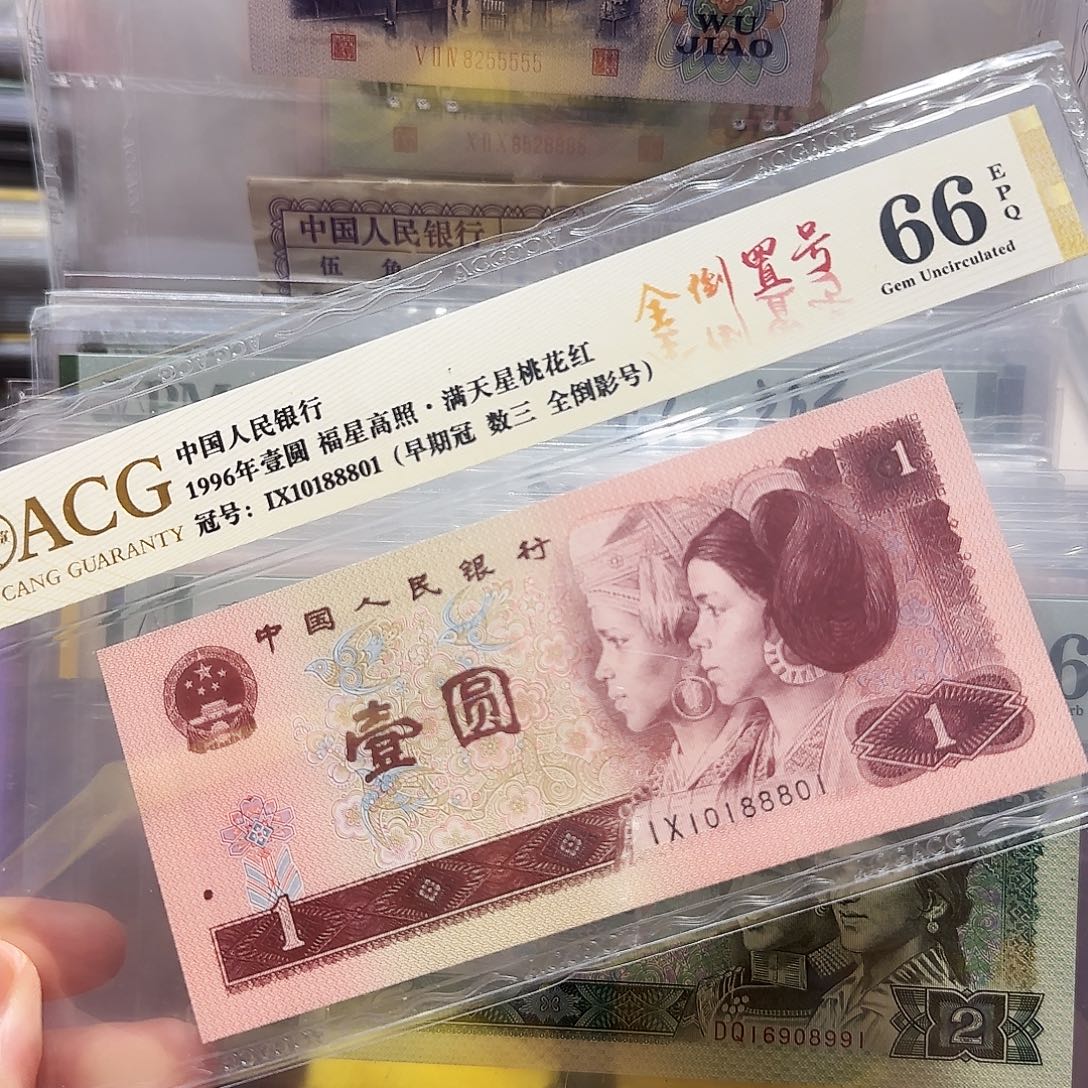 WU
JIAO
VIIIV8255555
中国人民银行
伍 角
全倒置号
66
EPQ
Gem Uncirculated
ACG
CANG GUARANTY
中国人民银行
1996年壹圆 福星高照·满天星桃花红
冠号：IX10188801（早期冠 数三 全倒影号）
中国人民银行
壹圆
1
1
1
IX10188801
DQ16908991
2